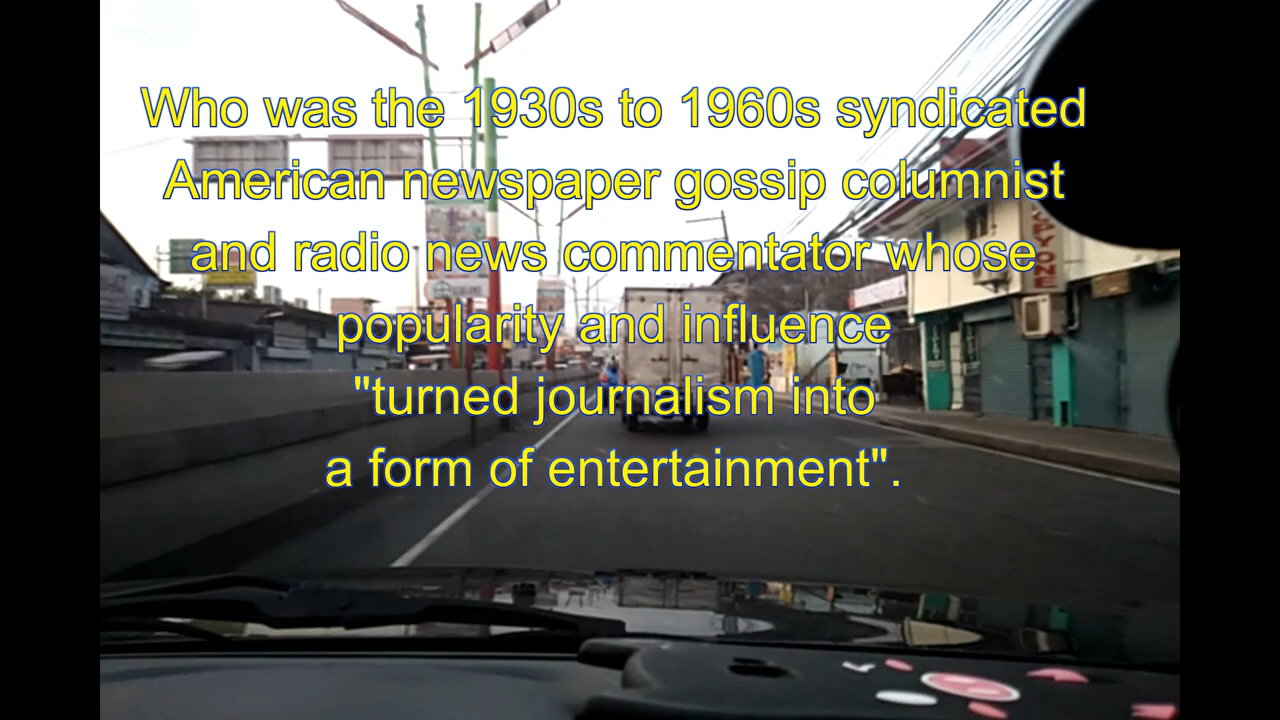 Who was the 1930s to 1960s syndicated
American newspaper gossip columnist
and radio news commentator whose
popularity and influence
"turned journalism into
a form of entertainment".